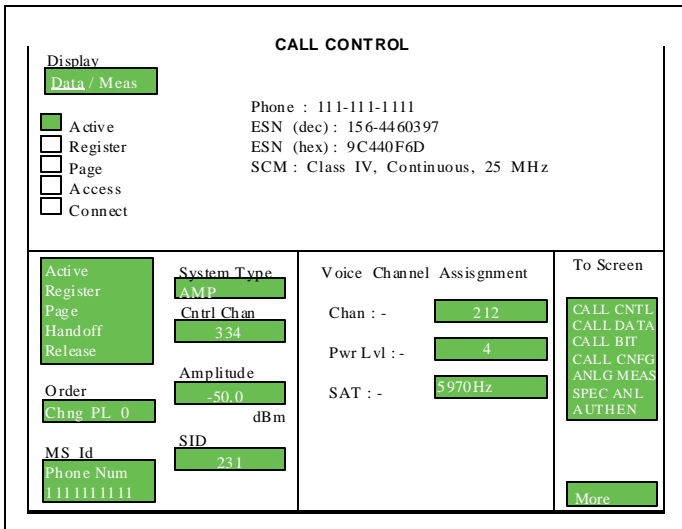 CALL CONTROL
Display
Data / Meas
Active
Register
Page
Access
Connect
Phone : 111-111-1111
ESN (dec) : 156-4460397
ESN (hex) : 9C440F6D
SCM : Class IV, Continuous, 25 MHz
Active
Register
Page
Handoff
Release
Order
Chng PL 0
MS Id
Phone Num
1111111111
System Type
AMP
Cntrl Chan
334
Amplitude
-50.0
dBm
SID
231
Voice Channel Assisgnment
Chan : - 212
Pwr Lvl : - 4
SAT : - 5970Hz
To Screen
CALL CNTL
CALL DATA
CALL BIT
CALL CNFG
ANLG MEAS
SPEC ANL
AUTHEN
More